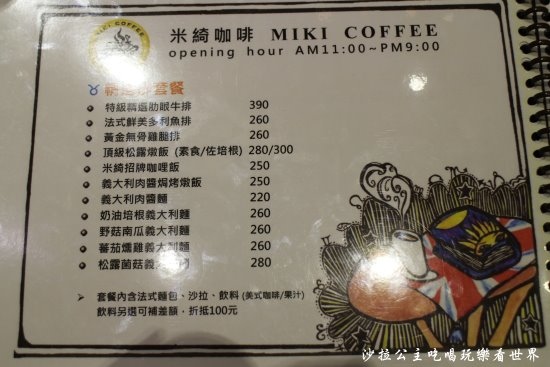 MIKI COFFEE
米綺咖啡 MIKI COFFEE
opening hour AM11:00~PM9:00
套餐
特級精選肋眼牛排 390
法式鮮美多利魚排 260
黃金無骨雞腿排 260
頂級松露燉飯 (素食/佐培根) 280/300
米綺招牌咖哩飯 250
義大利肉醬焗烤燉飯 250
義大利肉醬麵 220
奶油培根義大利麵 260
野菇南瓜義大利麵 260
蕃茄燻雞義大利麵 260
松露菌菇義 280
套餐內含法式麵包、沙拉、飲料 (美式咖啡/果汁)
飲料另選可補差額，折抵100元
沙拉公主吃喝玩樂看世界